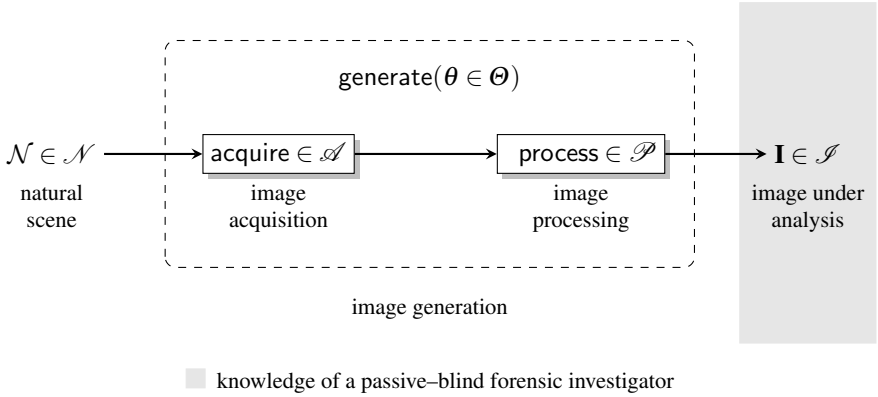 generate(θ ∈ Θ)
𝒩 ∈ 𝒩
acquire ∈ 𝒜
process ∈ 𝒫
I ∈ ℐ
natural
scene
image
acquisition
image
processing
image under
analysis
image generation
knowledge of a passive–blind forensic investigator